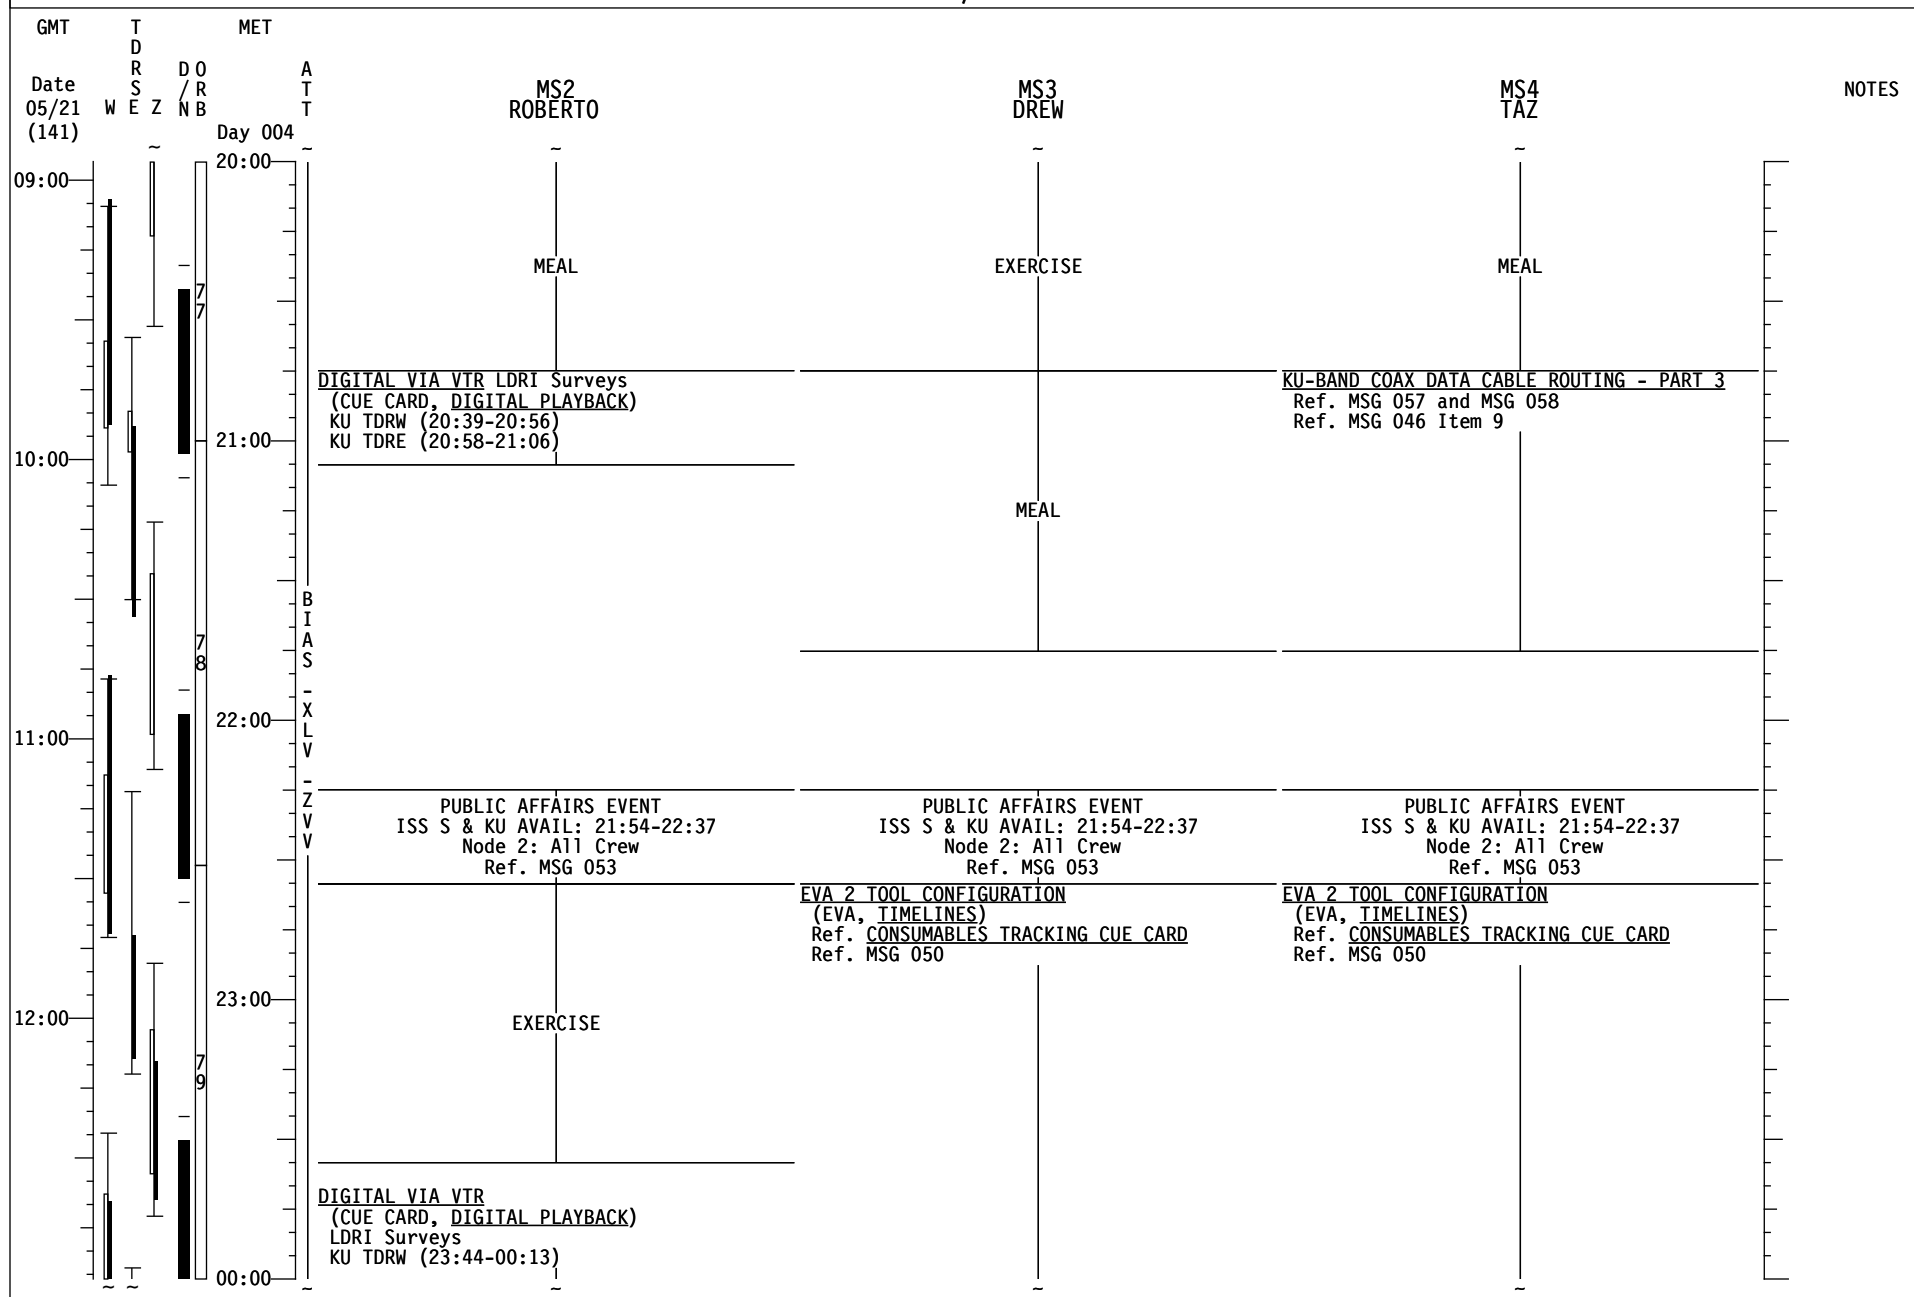 GMT
T
D
R
S
MET
Date
05/21
(141)
W E Z
D
/
N
O
R
B
A
T
T
Day 004
MS2
ROBERTO
MS3
DREW
MS4
TAZ
NOTES
~ ~ ~ ~ ~
20:00
09:00
MEAL
EXERCISE
MEAL
7
7
DIGITAL VIA VTR LDRI Surveys
(CUE CARD, DIGITAL PLAYBACK)
KU TDRW (20:39-20:56)
KU TDRE (20:58-21:06)
KU-BAND COAX DATA CABLE ROUTING - PART 3
Ref. MSG 057 and MSG 058
Ref. MSG 046 Item 9
21:00
10:00
MEAL
B
I
A
S
-
X
L
V
-
Z
V
V
7
8
22:00
11:00
PUBLIC AFFAIRS EVENT
ISS S & KU AVAIL: 21:54-22:37
Node 2: All Crew
Ref. MSG 053
PUBLIC AFFAIRS EVENT
ISS S & KU AVAIL: 21:54-22:37
Node 2: All Crew
Ref. MSG 053
PUBLIC AFFAIRS EVENT
ISS S & KU AVAIL: 21:54-22:37
Node 2: All Crew
Ref. MSG 053
EVA 2 TOOL CONFIGURATION
(EVA, TIMELINES)
Ref. CONSUMABLES TRACKING CUE CARD
Ref. MSG 050
EVA 2 TOOL CONFIGURATION
(EVA, TIMELINES)
Ref. CONSUMABLES TRACKING CUE CARD
Ref. MSG 050
23:00
12:00
EXERCISE
7
9
DIGITAL VIA VTR
(CUE CARD, DIGITAL PLAYBACK)
LDRI Surveys
KU TDRW (23:44-00:13)
00:00
~ ~ ~ ~ ~ ~